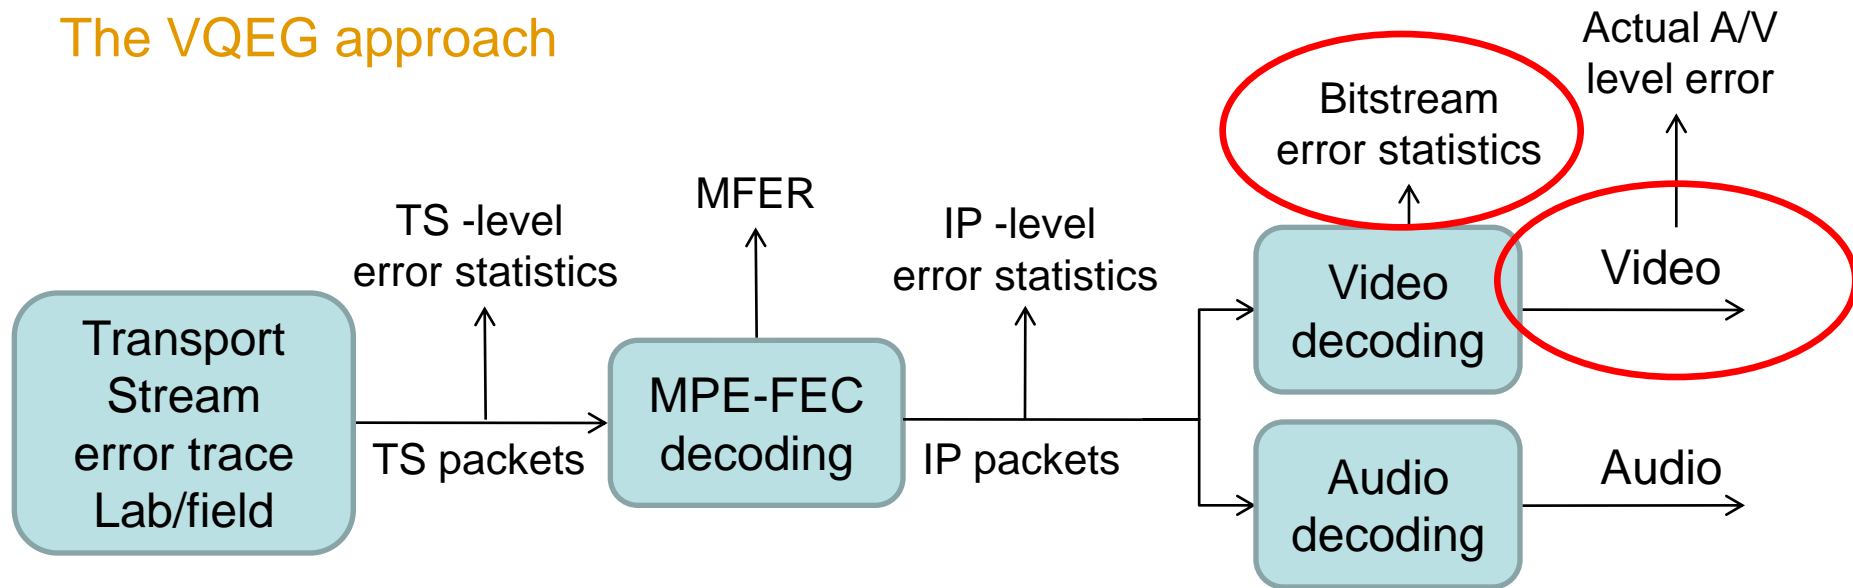 The VQEG approach
Actual A/V
level error
Bitstream
error statistics
MFER
TS -level
error statistics
IP -level
error statistics
Transport
Stream
error trace
Lab/field
TS packets
MPE-FEC
decoding
IP packets
Video
decoding
Video
Audio
decoding
Audio